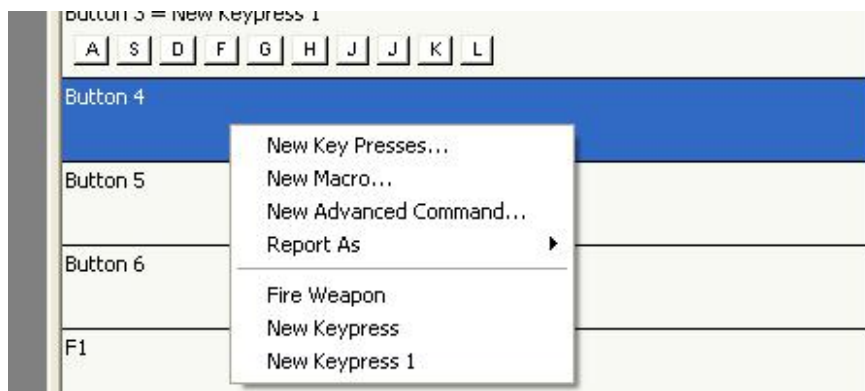 Button 3 = New Keypress 1
A S D F G H J J K L
Button 4
New Key Presses...
New Macro...
Button 5
New Advanced Command...
Report As
Button 6
Fire Weapon
New Keypress
F1
New Keypress 1